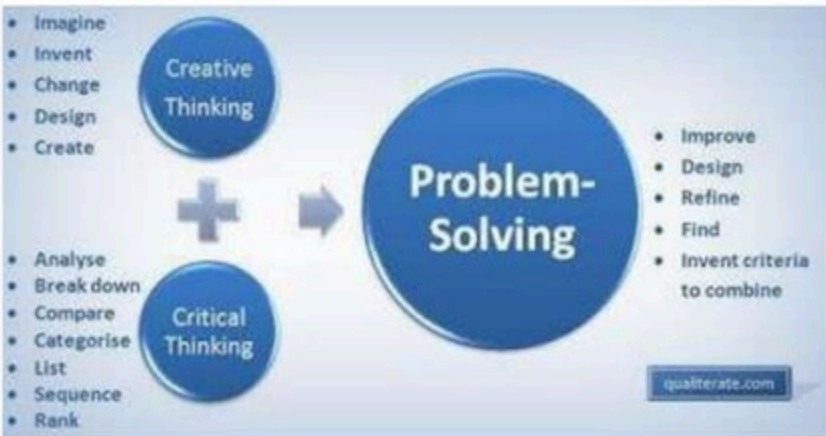 • Imagine
• Invent
• Change
• Design
• Create
Creative
Thinking
• Analyse
• Break down
• Compare
• Categorise
• List
• Sequence
• Rank
Critical
Thinking
Problem-
Solving
• Improve
• Design
• Refine
• Find
• Invent criteria
to combine
qualiterate.com